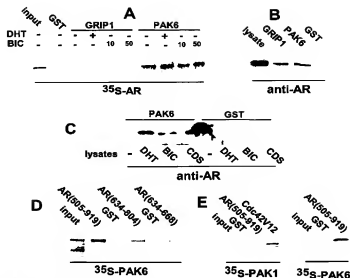 A
Input
GST
GRIP1
PAK6
DHT - - - + - - - + - -
BIC - - - - 10 50 - - 10 50
35S-AR
B
lysate
GRIP1
PAK6
GST
anti-AR
C
PAK6
GST
lysates - DHT BIC CDS - DHT BIC CDS
anti-AR
D
Input
AR(505-919)
GST
AR(634-804)
GST
AR(634-668)
35S-PAK6
E
Input
GST
AR(505-919)
Cdc42V12
35S-PAK1
Input
GST
AR(505-919)
35S-PAK6